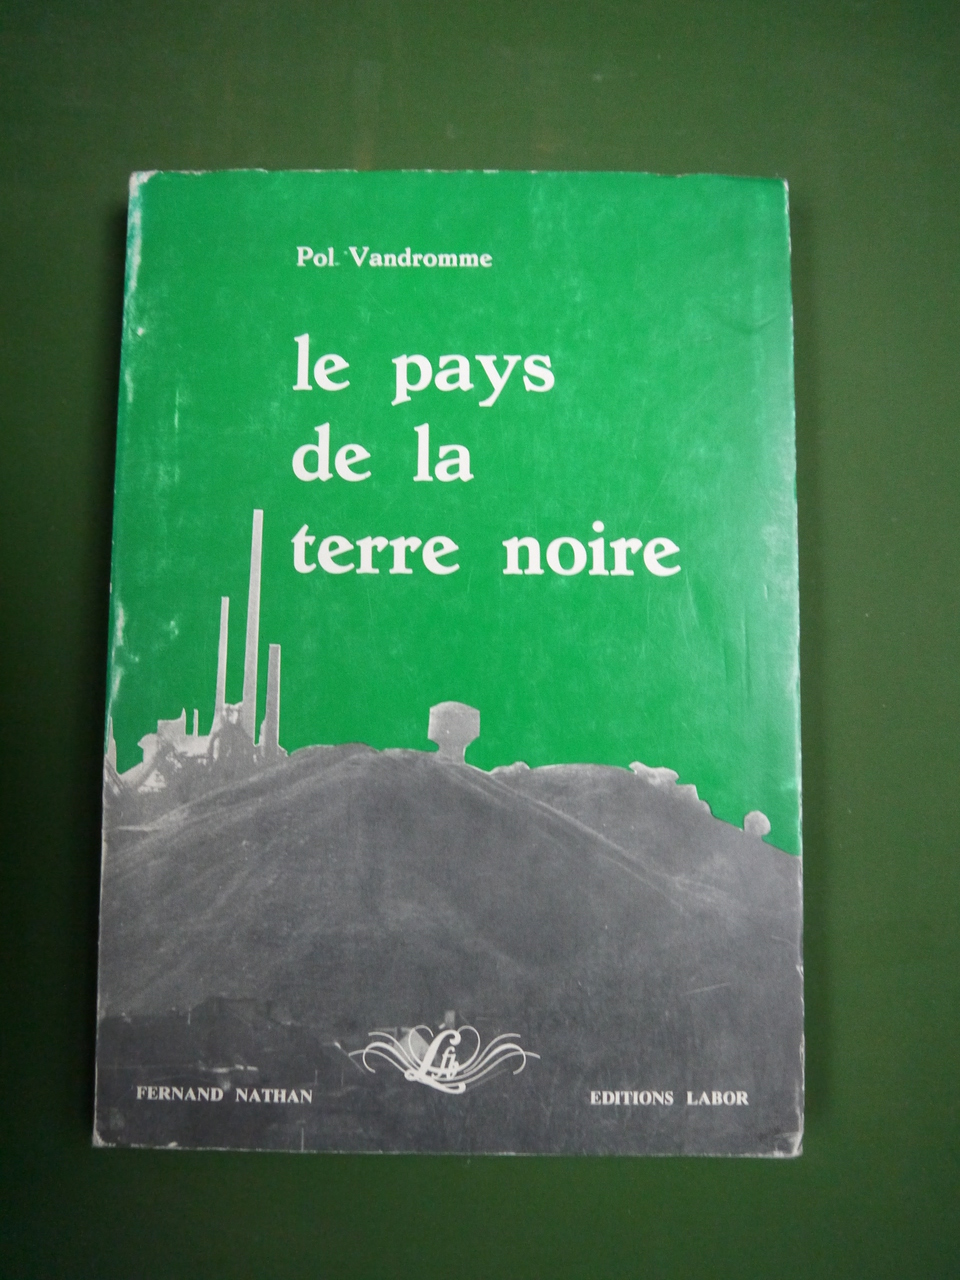 Pol Vandromme
le pays
de la
terre noire
FERNAND NATHAN
EDITIONS LABOR